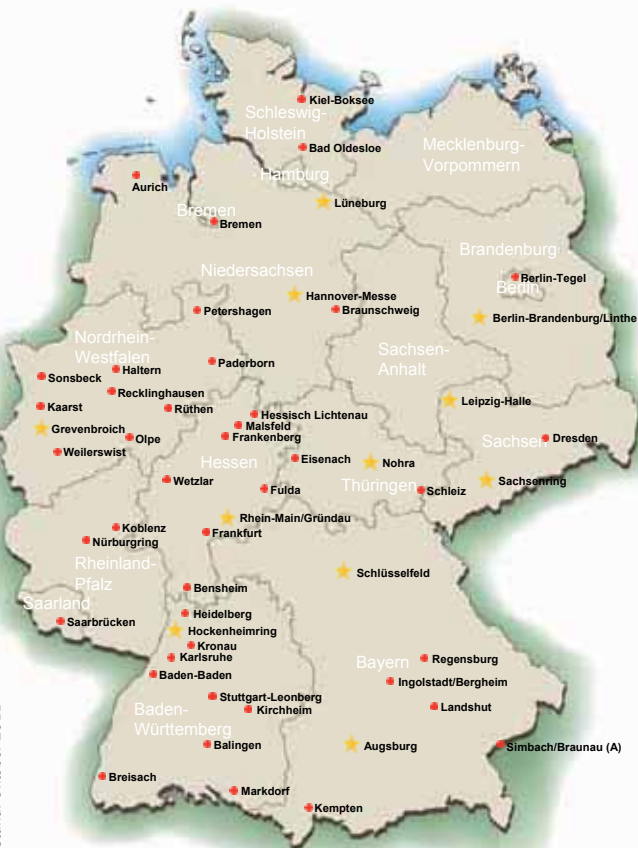 Kiel-Boksee
Schleswig-
Holstein
Mecklenburg-
Vorpommern
Bad Oldesloe
Hamburg
Aurich
Lüneburg
Bremen
Bremen
Brandenburg
Berlin-Tegel
Berlin
Niedersachsen
Hannover-Messe
Petershagen
Braunschweig
Berlin-Brandenburg/Linthe
Nordrhein-
Westfalen
Sachsen-
Anhalt
Paderborn
Haltern
Sonsbeck
Recklinghausen
Leipzig-Halle
Kaarst
Rüthen
Hessisch Lichtenau
Malsfeld
Grevenbroich
Frankenberg
Olpe
Sachsen
Dresden
Weilerswist
Hessen
Eisenach
Nohra
Wetzlar
Thüringen
Sachsenring
Fulda
Schleiz
Rhein-Main/Gründau
Koblenz
Frankfurt
Nürburgring
Rheinland-
Pfalz
Schlüsselfeld
Bensheim
Saarland
Heidelberg
Saarbrücken
Hockenheimring
Kronau
Karlsruhe
Bayern
Regensburg
Baden-Baden
Ingolstadt/Bergheim
Stuttgart-Leonberg
Kirchheim
Landshut
Baden-
Württemberg
Balingen
Augsburg
Simbach/Braunau (A)
Breisach
Markdorf
Kempten